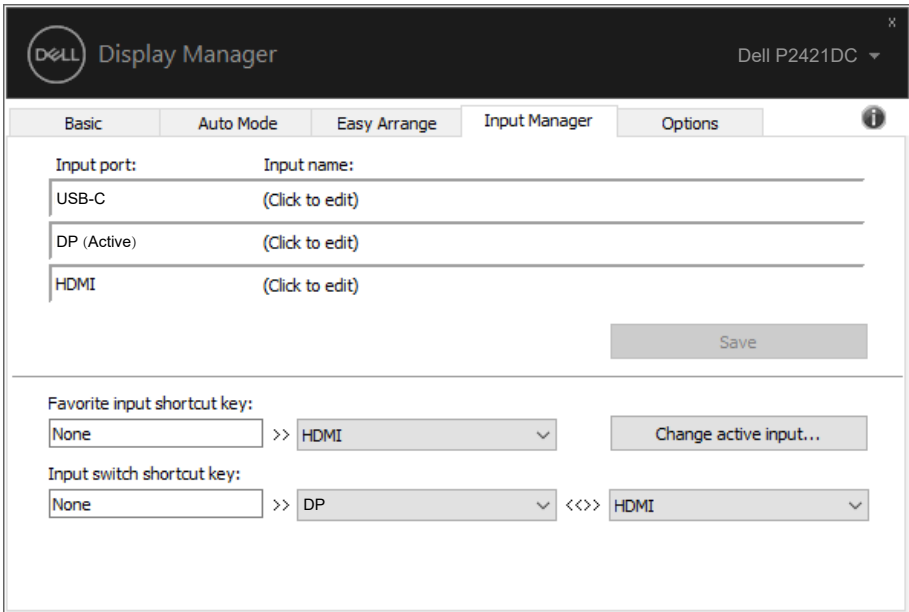 DELL Display Manager
x
Dell P2421DC
Basic Auto Mode Easy Arrange Input Manager Options
Input port: Input name:
USB-C (Click to edit)
DP (Active) (Click to edit)
HDMI (Click to edit)
Save
Favorite input shortcut key:
None >> HDMI Change active input...
Input switch shortcut key:
None >> DP <<>> HDMI